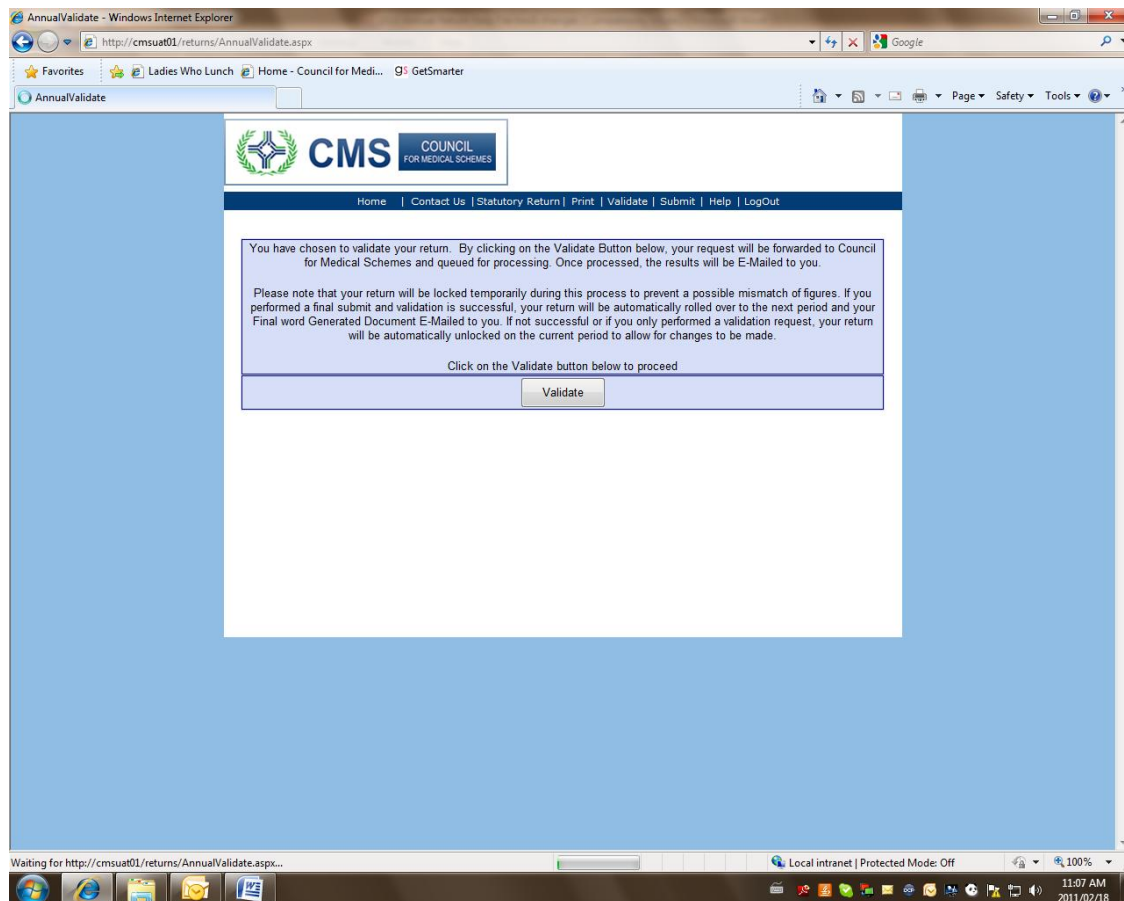 AnnualValidate - Windows Internet Explorer
http://cmsuat01/returns/AnnualValidate.aspx
Google
Favorites Ladies Who Lunch Home - Council for Medi... gs GetSmarter
AnnualValidate
Page Safety Tools
CMS COUNCIL
FOR MEDICAL SCHEMES
Home | Contact Us | Statutory Return | Print | Validate | Submit | Help | LogOut
You have chosen to validate your return. By clicking on the Validate Button below, your request will be forwarded to Council
for Medical Schemes and queued for processing. Once processed, the results will be E-Mailed to you.
Please note that your return will be locked temporarily during this process to prevent a possible mismatch of figures. If you
performed a final submit and validation is successful, your return will be automatically rolled over to the next period and your
Final word Generated Document E-Mailed to you. If not successful or if you only performed a validation request, your return
will be automatically unlocked on the current period to allow for changes to be made.
Click on the Validate button below to proceed
Validate
Waiting for http://cmsuat01/returns/AnnualValidate.aspx...
Local intranet | Protected Mode: Off
100%
11:07 AM
2011/02/18